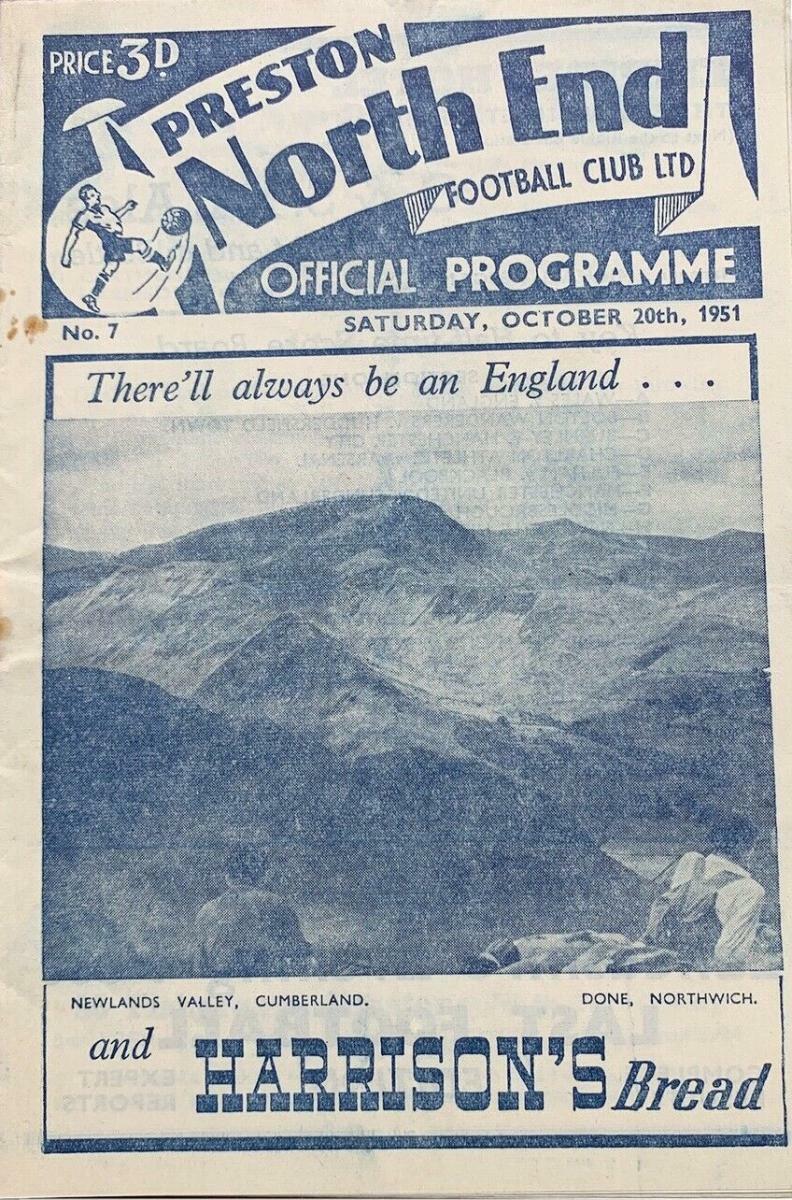 PRICE 3D.
PRESTON
North End
FOOTBALL CLUB LTD
OFFICIAL PROGRAMME
No. 7
SATURDAY, OCTOBER 20th, 1951
There'll always be an England . . .
NEWLANDS VALLEY, CUMBERLAND.
DONE, NORTHWICH.
and HARRISON'S Bread